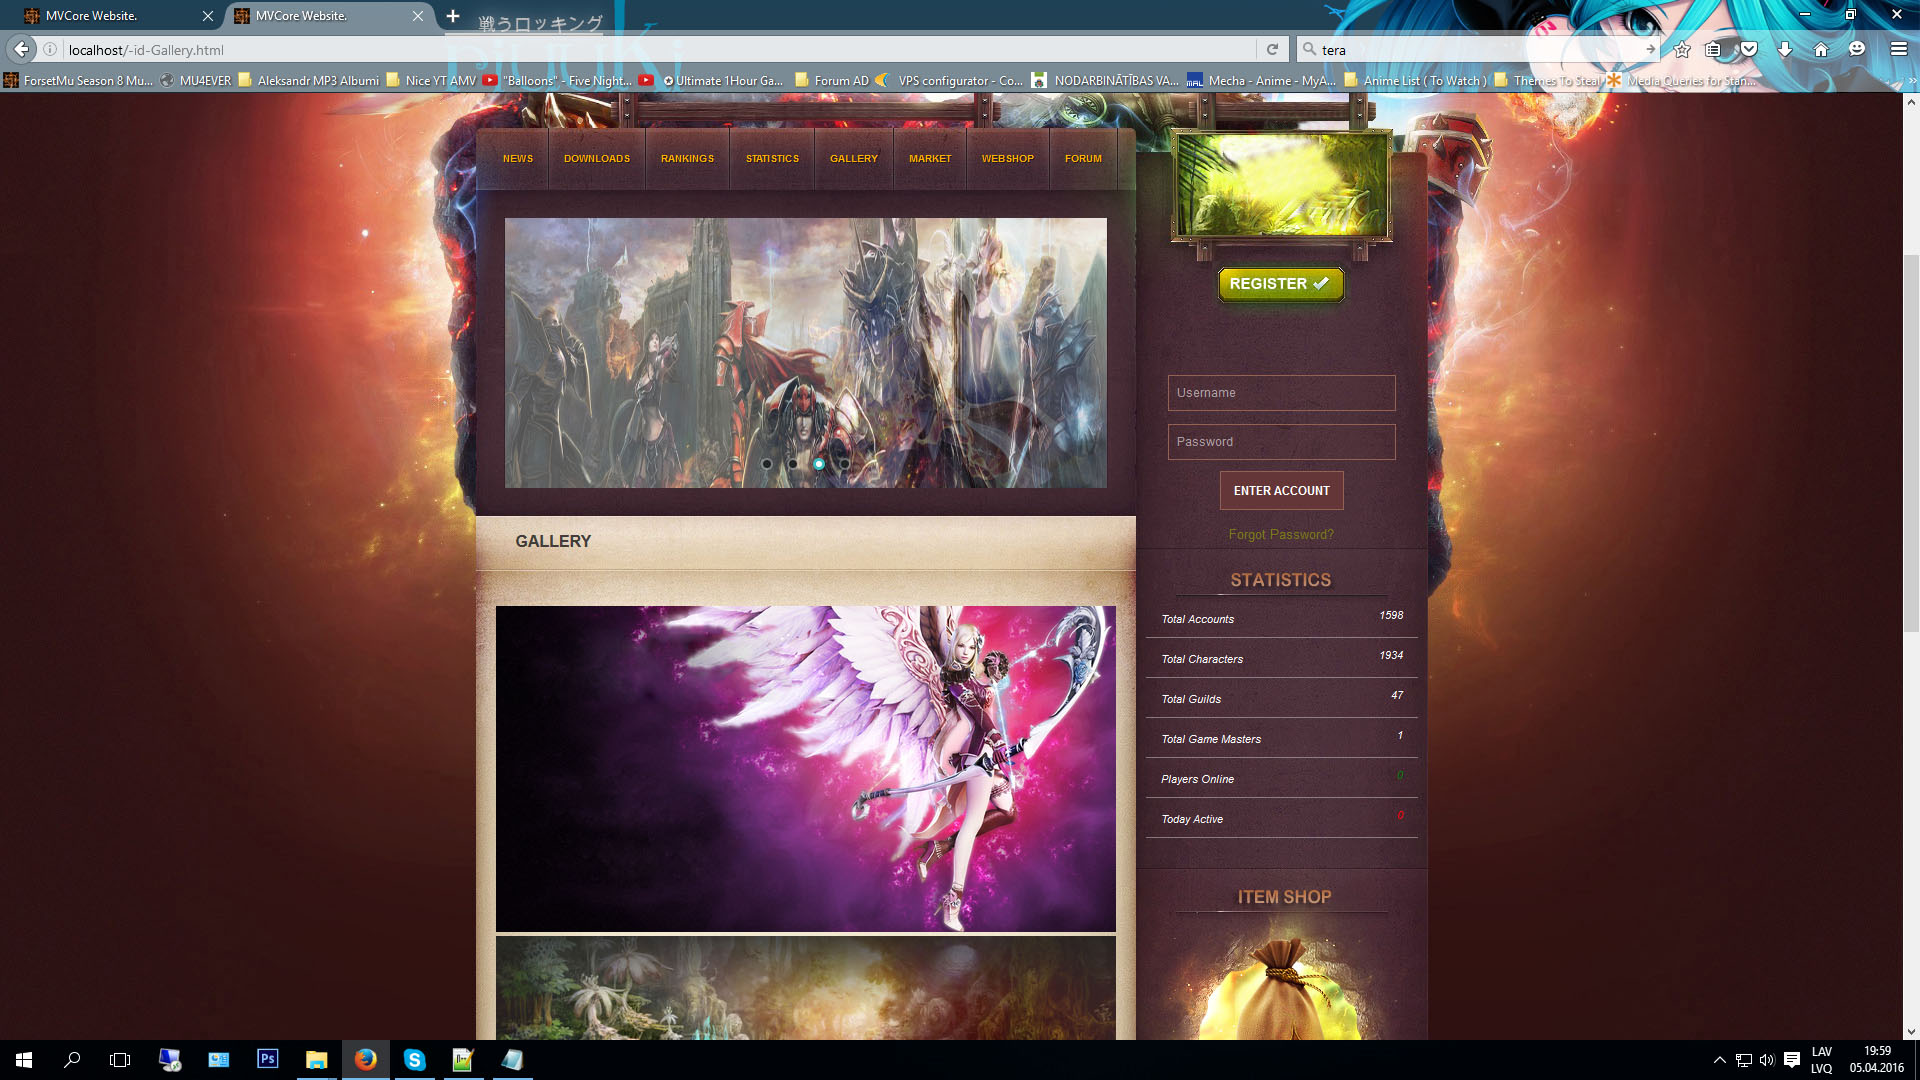 MVCore Website.
MVCore Website.
戦うロッキング
localhost/-id-Gallery.html
tera
ForsetMu Season 8 Mu...
MU4EVER
Aleksandr MP3 Albumi
Nice YT AMV
"Balloons" - Five Night...
✪ Ultimate 1Hour Ga...
Forum AD
VPS configurator - Co...
NODARBINĀTĪBAS VA...
MAL
Mecha - Anime - MyA...
Anime List ( To Watch )
Themes To Steal
Media Queries for Stan...
NEWS
DOWNLOADS
RANKINGS
STATISTICS
GALLERY
MARKET
WEBSHOP
FORUM
REGISTER
Username
Password
ENTER ACCOUNT
Forgot Password?
GALLERY
STATISTICS
Total Accounts 1598
Total Characters 1934
Total Guilds 47
Total Game Masters 1
Players Online 0
Today Active 0
ITEM SHOP
Ps
LAV
LVQ
19:59
05.04.2016